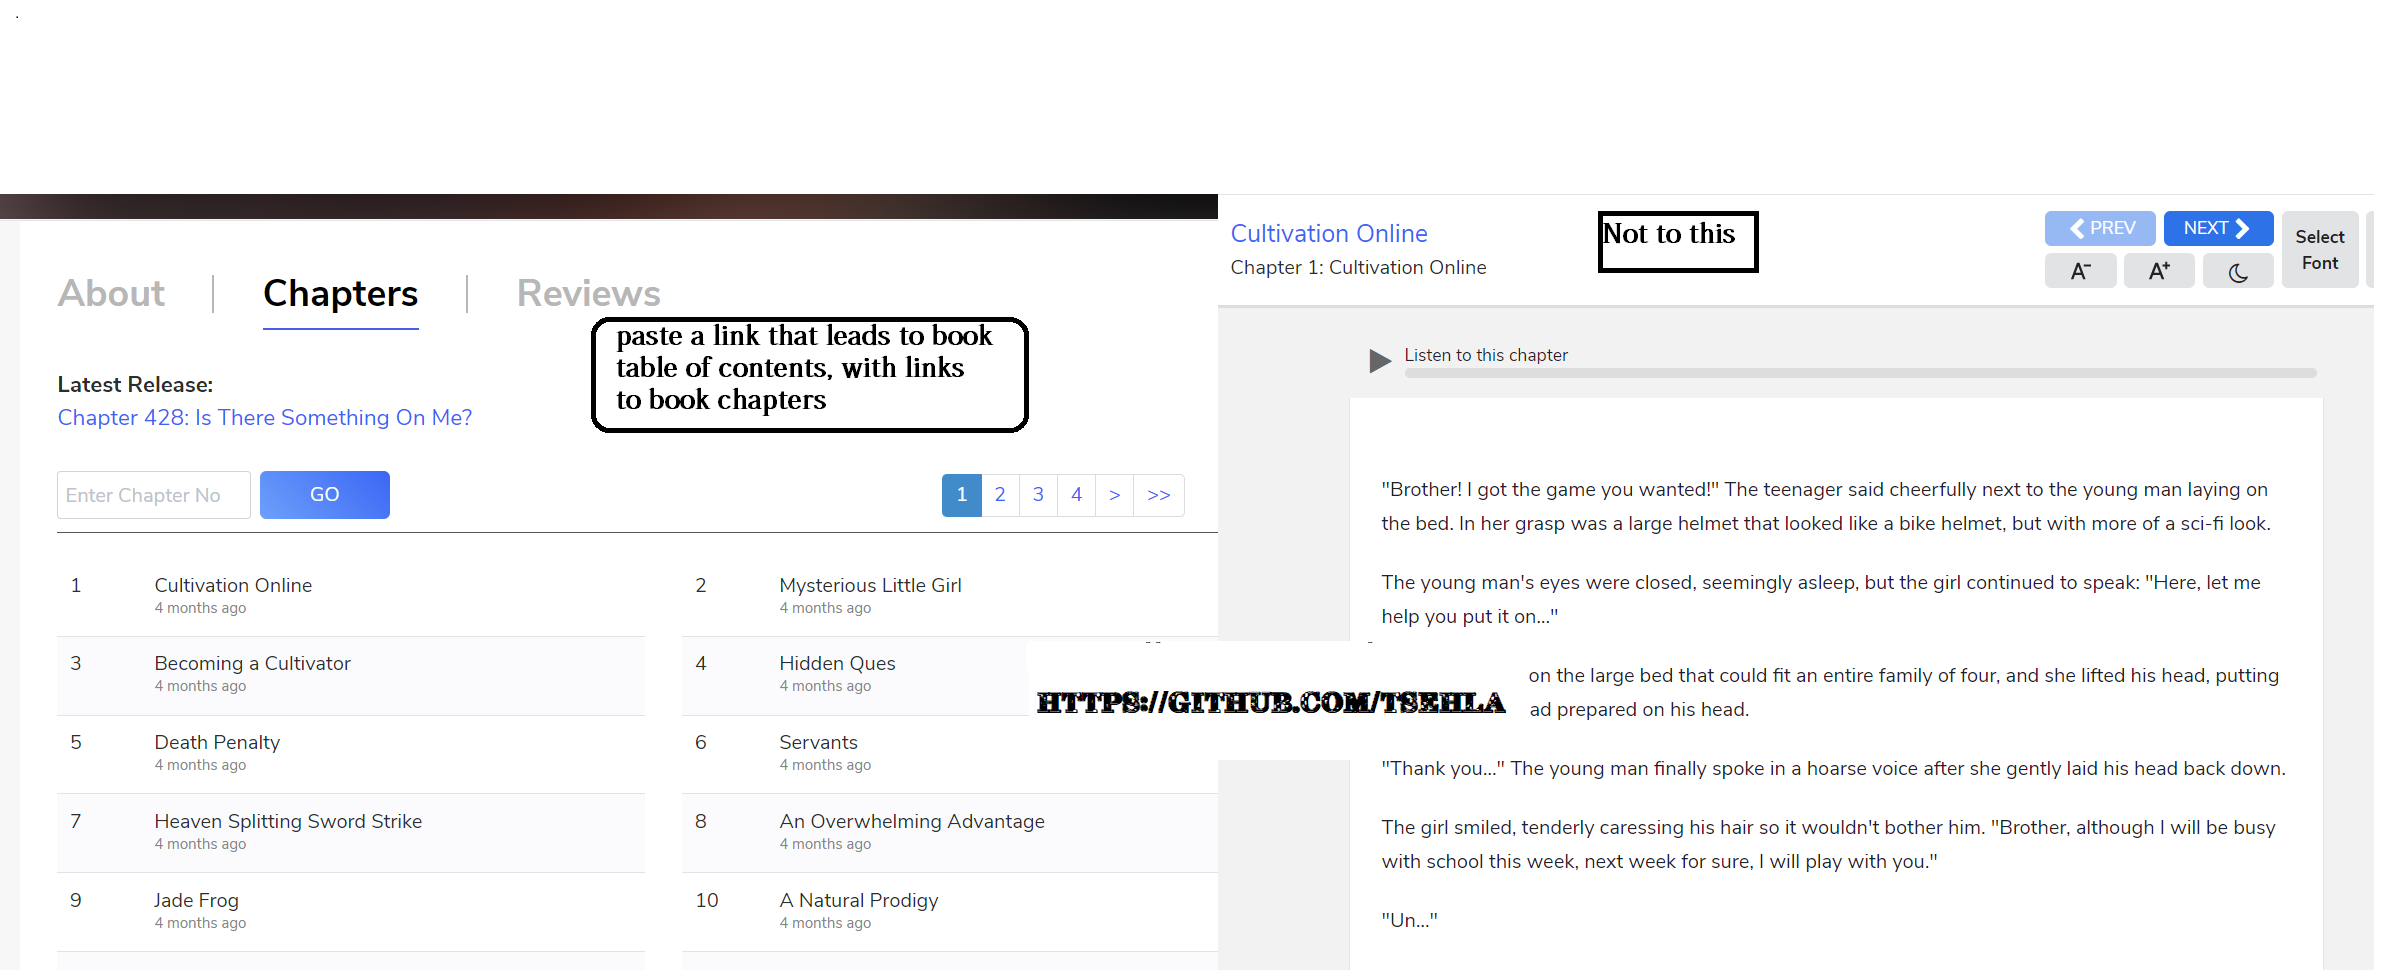 .
About
Chapters
Reviews
paste a link that leads to book
table of contents, with links
to book chapters
Latest Release:
Chapter 428: Is There Something On Me?
Enter Chapter No
GO
1 2 3 4 > >>
1 Cultivation Online
4 months ago
2 Mysterious Little Girl
4 months ago
3 Becoming a Cultivator
4 months ago
4 Hidden Ques
4 months ago
5 Death Penalty
4 months ago
6 Servants
4 months ago
7 Heaven Splitting Sword Strike
4 months ago
8 An Overwhelming Advantage
4 months ago
9 Jade Frog
4 months ago
10 A Natural Prodigy
4 months ago
Cultivation Online
Chapter 1: Cultivation Online
Not to this
PREV
NEXT
A-
A+
Select
Font
Listen to this chapter
"Brother! I got the game you wanted!" The teenager said cheerfully next to the young man laying on
the bed. In her grasp was a large helmet that looked like a bike helmet, but with more of a sci-fi look.
The young man's eyes were closed, seemingly asleep, but the girl continued to speak: "Here, let me
help you put it on..."
on the large bed that could fit an entire family of four, and she lifted his head, putting
HTTPS://GITHUB.COM/TSEHLA
ad prepared on his head.
"Thank you..." The young man finally spoke in a hoarse voice after she gently laid his head back down.
The girl smiled, tenderly caressing his hair so it wouldn't bother him. "Brother, although I will be busy
with school this week, next week for sure, I will play with you."
"Un..."